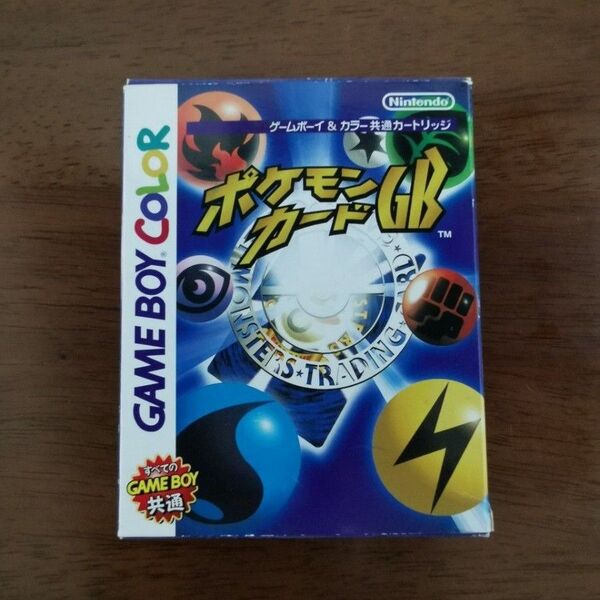 Nintendo
ゲームボーイ & カラー共通カートリッジ
ポケモン
カードGB
TM
MONSTERS★TRADING★CARD
GAME BOY COLOR
すべての
GAME BOY
共通